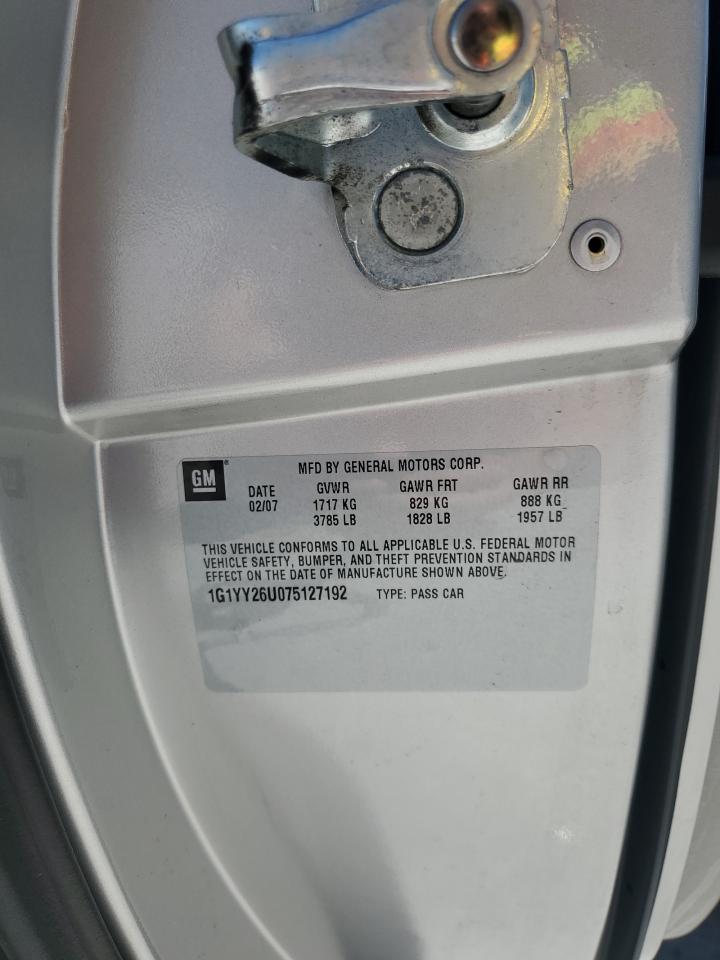 GM® MFD BY GENERAL MOTORS CORP.
DATE GVWR GAWR FRT GAWR RR
02/07 1717 KG 829 KG 888 KG
3785 LB 1828 LB 1957 LB
THIS VEHICLE CONFORMS TO ALL APPLICABLE U.S. FEDERAL MOTOR
VEHICLE SAFETY, BUMPER, AND THEFT PREVENTION STANDARDS IN
EFFECT ON THE DATE OF MANUFACTURE SHOWN ABOVE.
1G1YY26U075127192 TYPE: PASS CAR